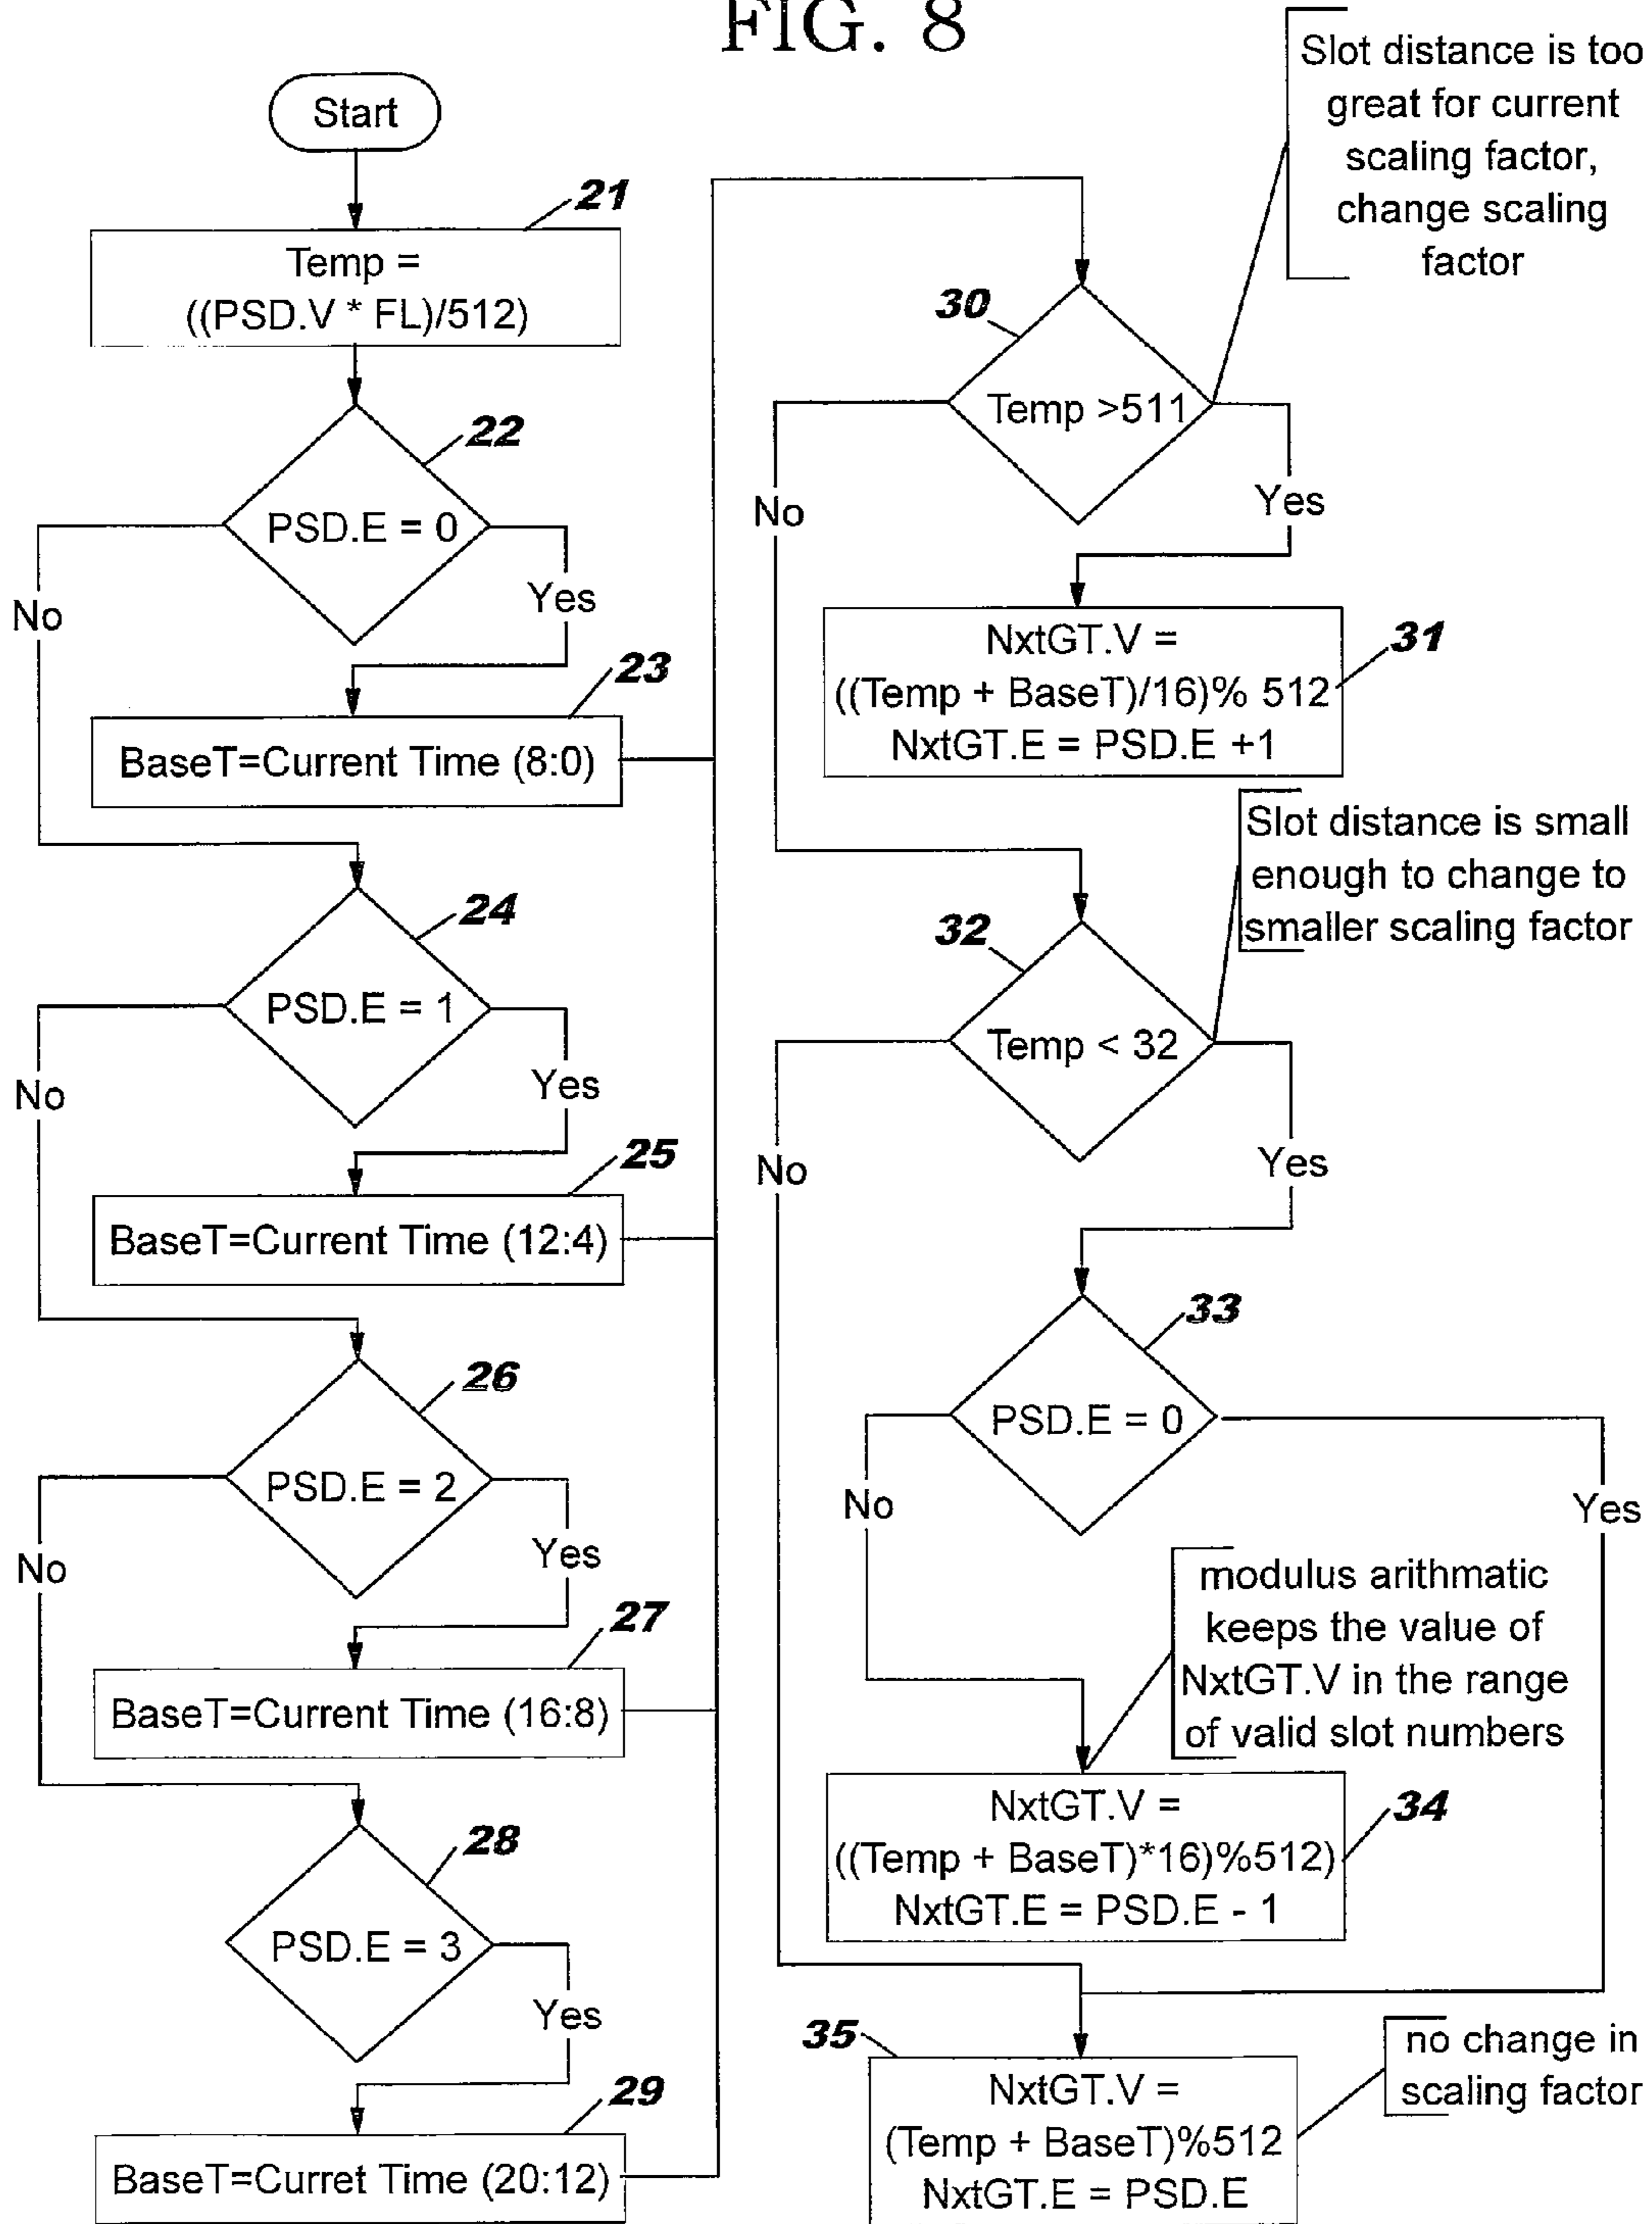 FIG. 8
Start
21
Temp =
((PSD.V * FL)/512)
22
PSD.E = 0
No
Yes
23
BaseT=Current Time (8:0)
24
PSD.E = 1
No
Yes
25
BaseT=Current Time (12:4)
26
PSD.E = 2
No
Yes
27
BaseT=Current Time (16:8)
28
PSD.E = 3
Yes
29
BaseT=Curret Time (20:12)
Slot distance is too
great for current
scaling factor,
change scaling
factor
30
Temp >511
No
Yes
31
NxtGT.V =
((Temp + BaseT)/16)% 512
NxtGT.E = PSD.E +1
Slot distance is small
enough to change to
smaller scaling factor
32
Temp < 32
No
Yes
33
PSD.E = 0
No
Yes
modulus arithmatic
keeps the value of
NxtGT.V in the range
of valid slot numbers
34
NxtGT.V =
((Temp + BaseT)*16)%512)
NxtGT.E = PSD.E - 1
35
NxtGT.V =
(Temp + BaseT)%512
NxtGT.E = PSD.E
no change in
scaling factor